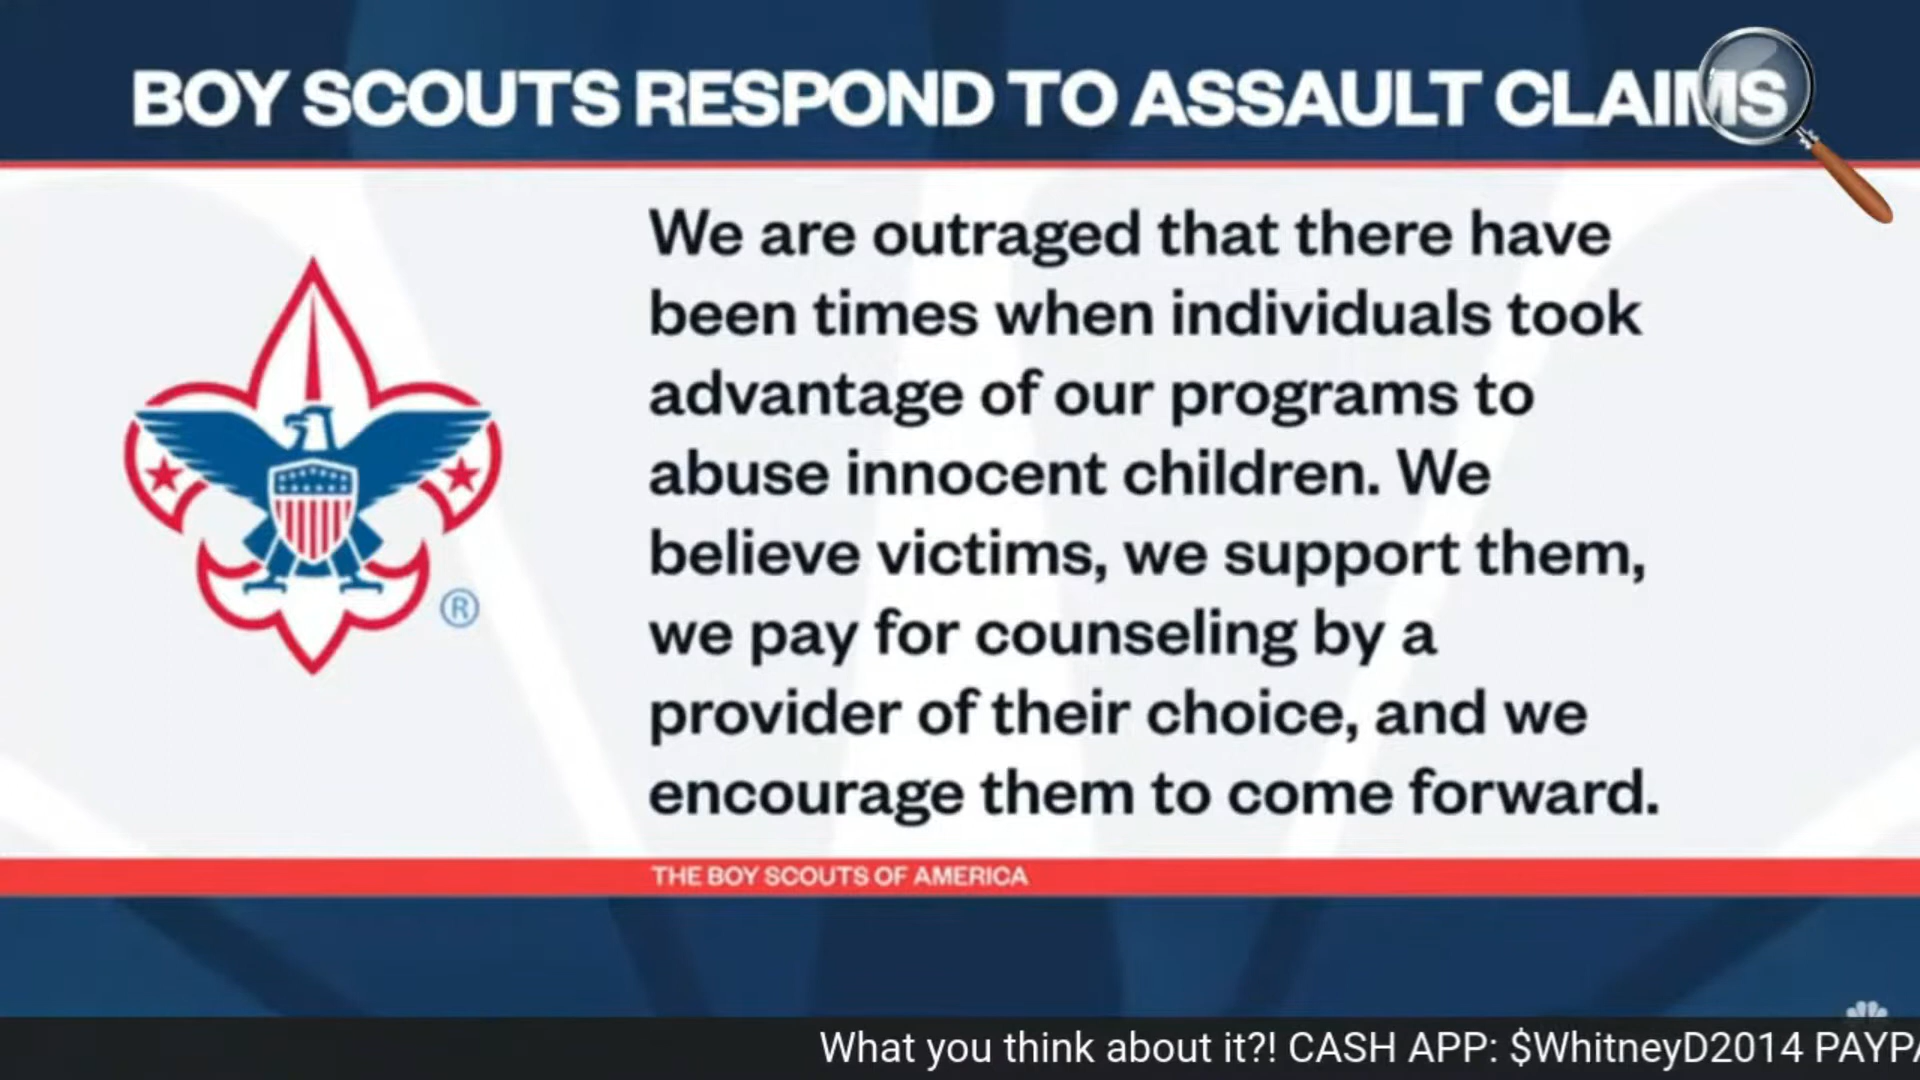 BOY SCOUTS RESPOND TO ASSAULT CLAIMS
We are outraged that there have
been times when individuals took
advantage of our programs to
abuse innocent children. We
believe victims, we support them,
we pay for counseling by a
provider of their choice, and we
encourage them to come forward.
®
THE BOY SCOUTS OF AMERICA
What you think about it?! CASH APP: $WhitneyD2014 PAYPA